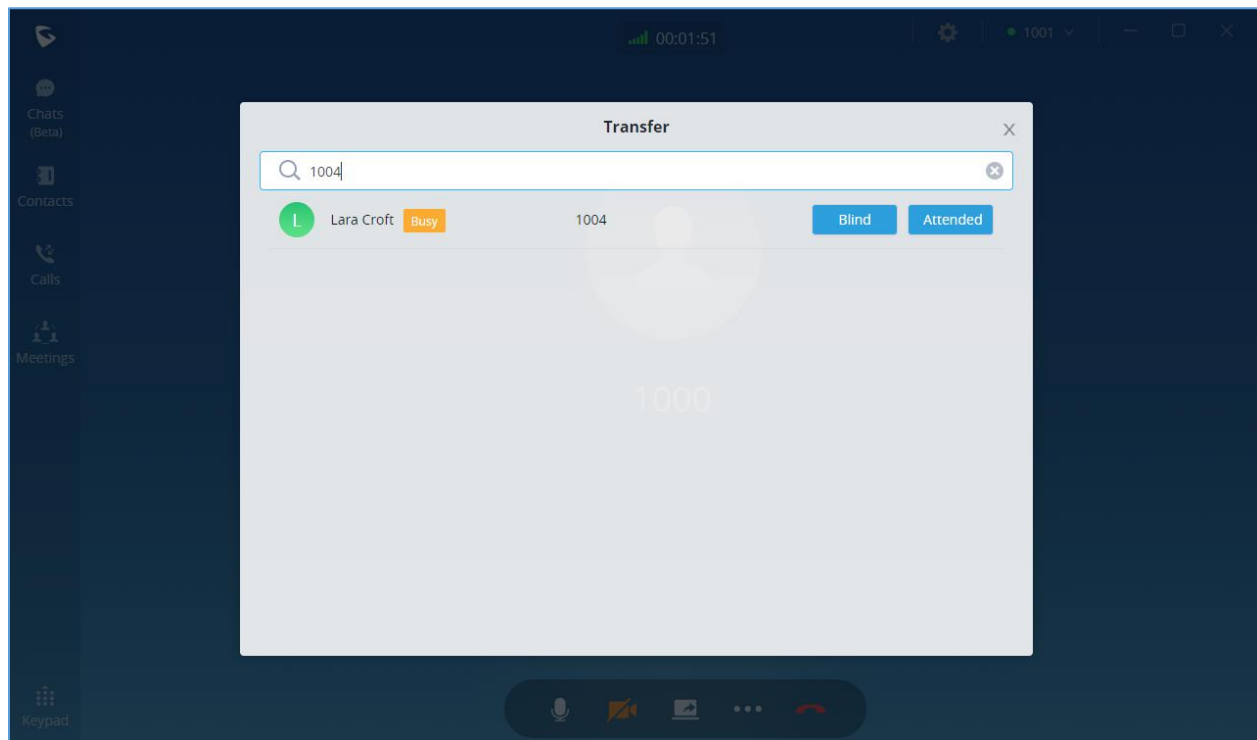 00:01:51
1001
Chats
(Beta)
Contacts
Calls
Meetings
Keypad
Transfer
1004
L Lara Croft Busy 1004 Blind Attended
1000